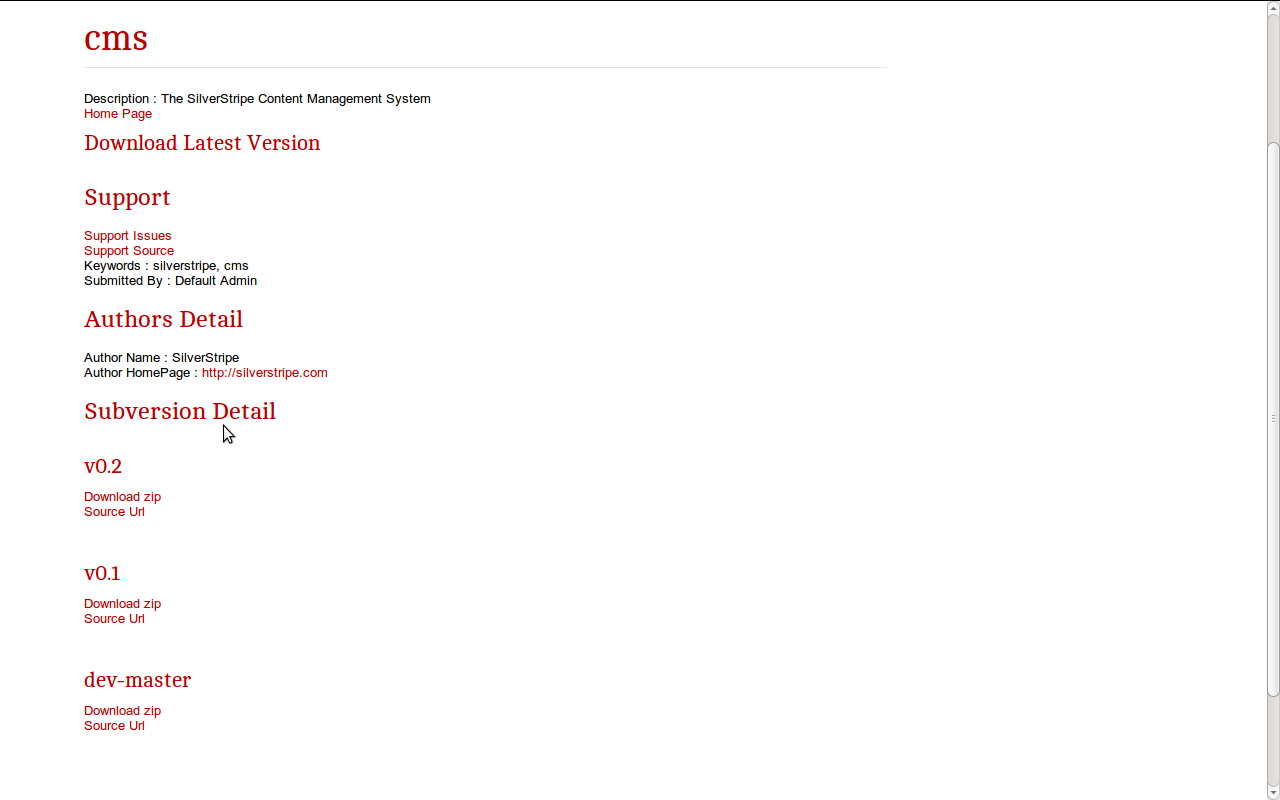 cms
Description : The SilverStripe Content Management System
Home Page
Download Latest Version
Support
Support Issues
Support Source
Keywords : silverstripe, cms
Submitted By : Default Admin
Authors Detail
Author Name : SilverStripe
Author HomePage : http://silverstripe.com
Subversion Detail
v0.2
Download zip
Source Url
v0.1
Download zip
Source Url
dev-master
Download zip
Source Url